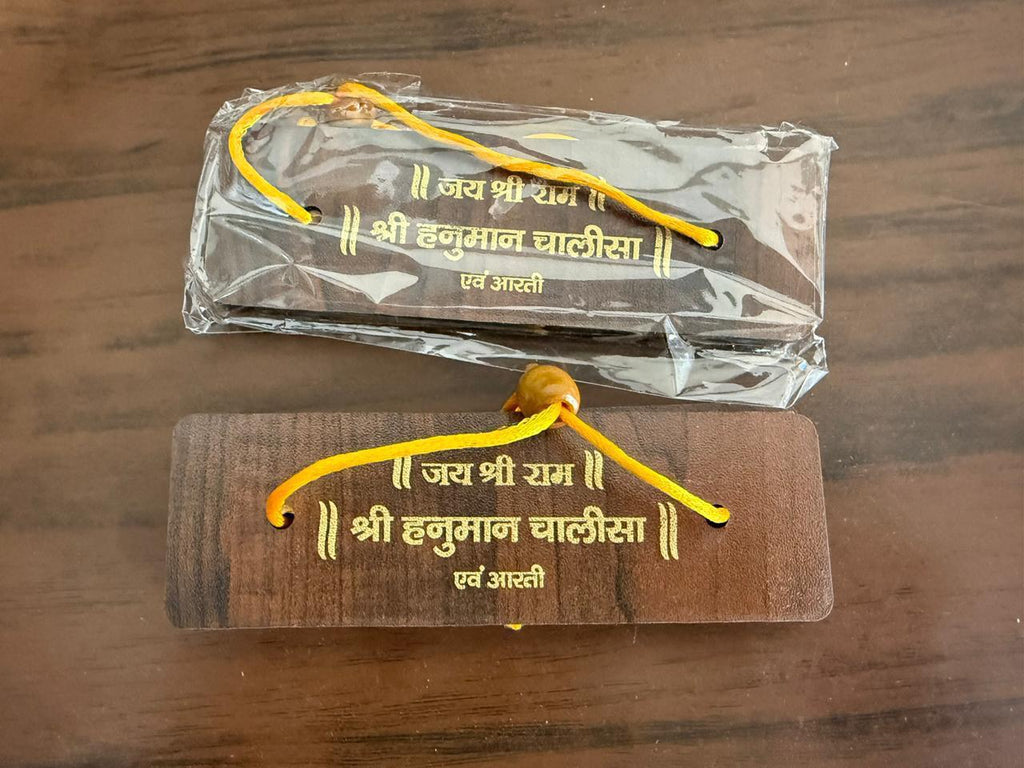 ॥ जय श्री राम ॥
॥ श्री हनुमान चालीसा ॥
एवं आरती
॥ जय श्री राम ॥
॥ श्री हनुमान चालीसा ॥
एवं आरती